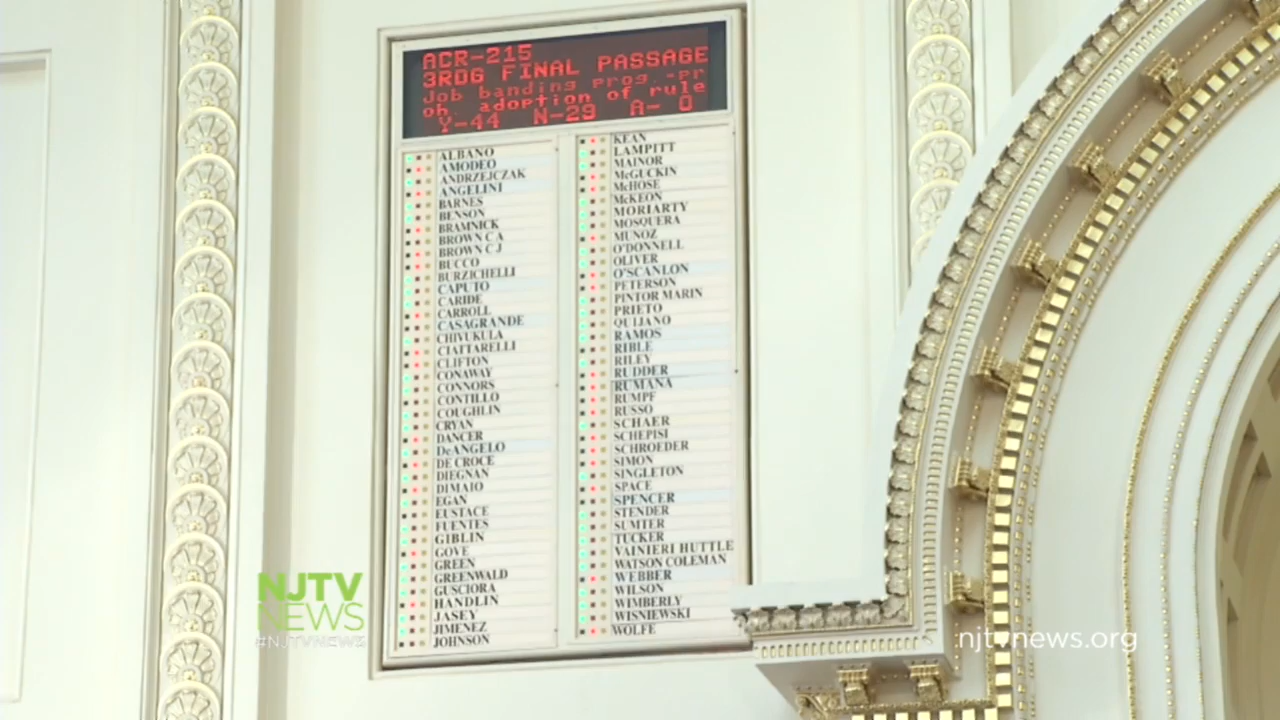 ACR-215
3RDG FINAL PASSAGE
Job banding prog.-pr
oh. adoption of rule
Y-44 N-29 A- 0
ALBANO
AMODEO
ANDRZEJCZAK
ANGELINI
BARNES
BENSON
BRAMNICK
BROWN C A
BROWN C J
BUCCO
BURZICHELLI
CAPUTO
CARIDE
CARROLL
CASAGRANDE
CHIVUKULA
CIATTARELLI
CLIFTON
CONAWAY
CONNORS
CONTILLO
COUGHLIN
CRYAN
DANCER
DeANGELO
DE CROCE
DIEGNAN
DIMAIO
EGAN
EUSTACE
FUENTES
GIBLIN
GOVE
GREEN
GREENWALD
GUSCIORA
HANDLIN
JASEY
JIMENEZ
JOHNSON
KEAN
LAMPITT
MAINOR
McGUCKIN
McHOSE
McKEON
MORIARTY
MOSQUERA
MUNOZ
O'DONNELL
OLIVER
O'SCANLON
PETERSON
PINTOR MARIN
PRIETO
QUIJANO
RAMOS
RIBLE
RILEY
RUDDER
RUMANA
RUMPF
RUSSO
SCHAER
SCHEPISI
SCHROEDER
SIMON
SINGLETON
SPACE
SPENCER
STENDER
SUMTER
TUCKER
VAINIERI HUTTLE
WATSON COLEMAN
WEBBER
WILSON
WIMBERLY
WISNIEWSKI
WOLFE
NJTV
NEWS
#NJTVNEWS
njtvnews.org